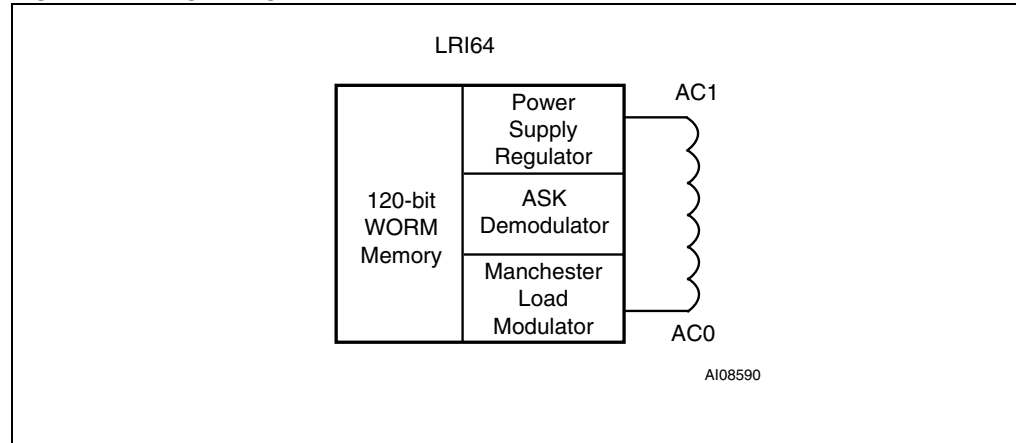 LRI64
AC1
Power
Supply
Regulator
120-bit
WORM
Memory
ASK
Demodulator
Manchester
Load
Modulator
AC0
AI08590